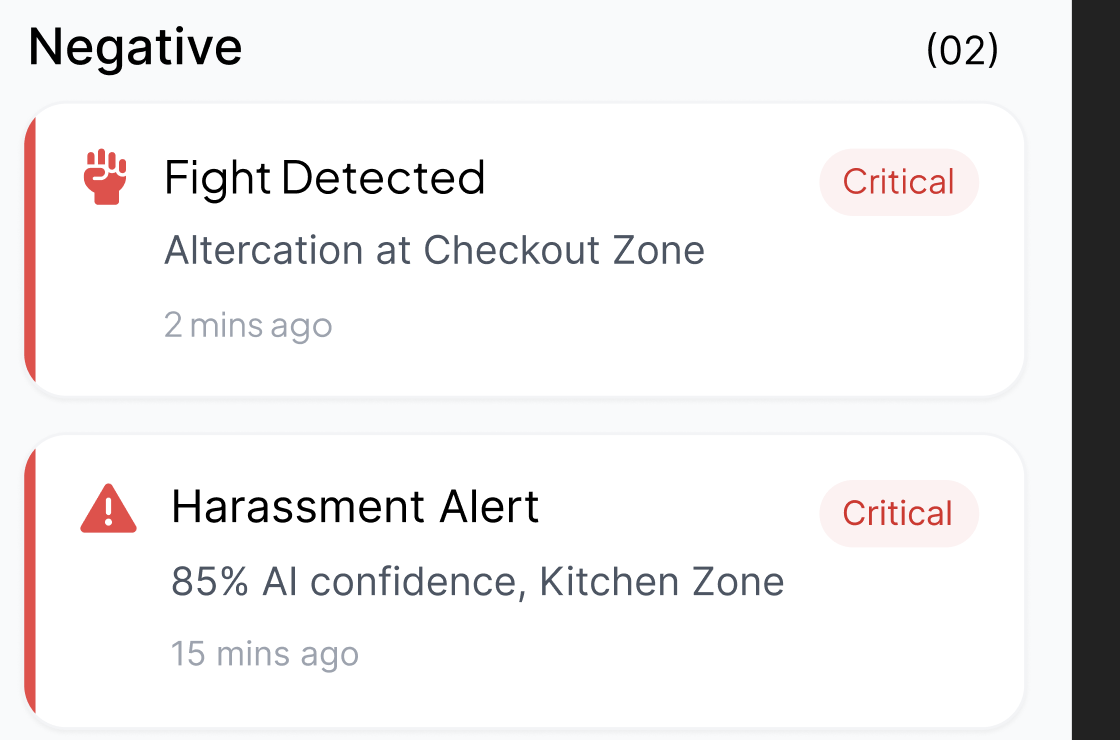 Negative (02)
Fight Detected Critical
Altercation at Checkout Zone
2 mins ago
Harassment Alert Critical
85% AI confidence, Kitchen Zone
15 mins ago